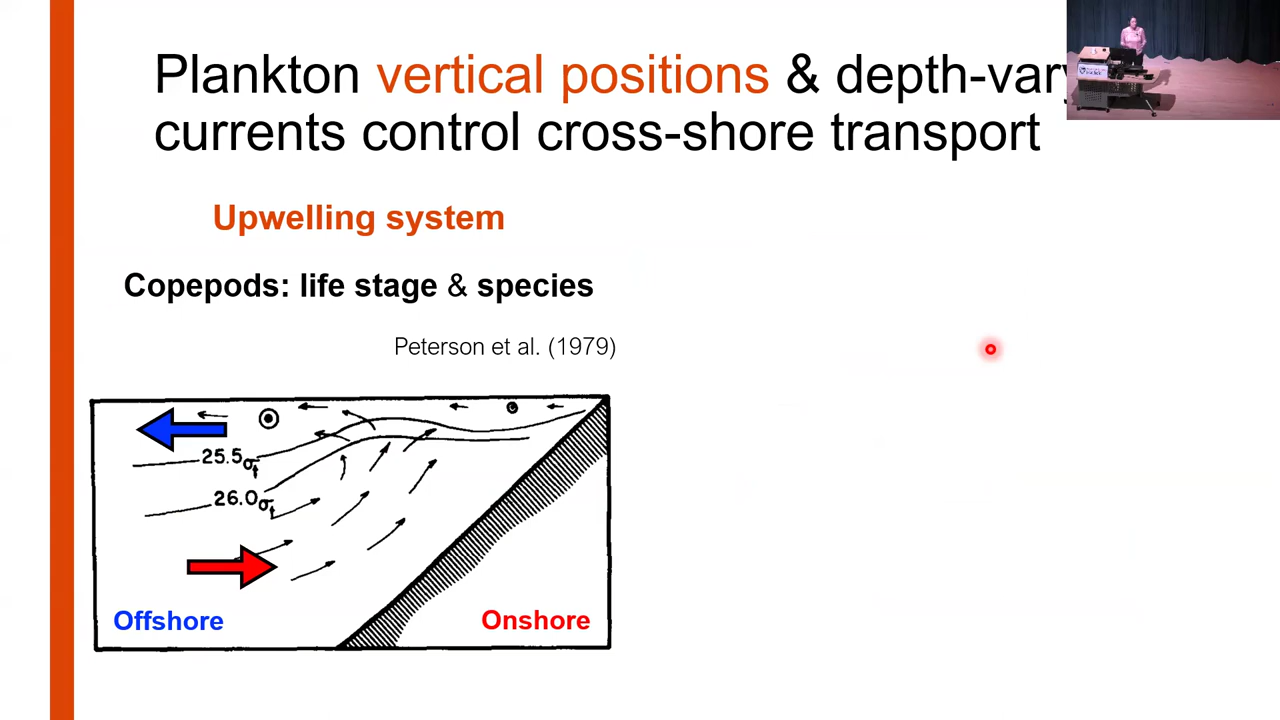 Plankton vertical positions & depth-vary
currents control cross-shore transport
Upwelling system
Copepods: life stage & species
Peterson et al. (1979)
25.5σt
26.0σt
Offshore
Onshore